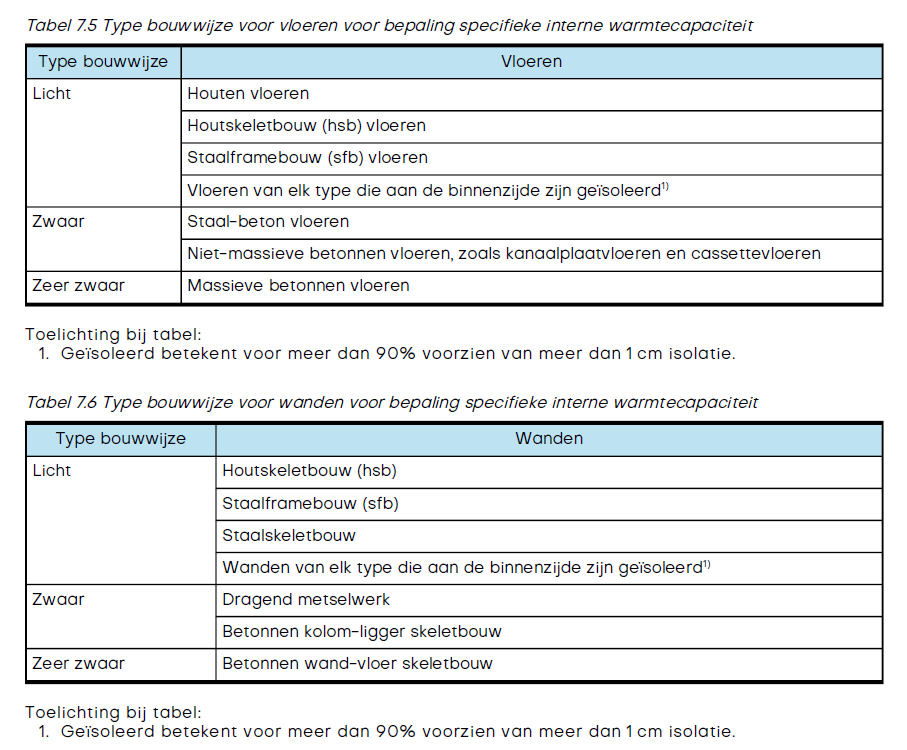 Tabel 7.5 Type bouwwijze voor vloeren voor bepaling specifieke interne warmtecapaciteit
Type bouwwijze Vloeren
Licht Houten vloeren
Houtskeletbouw (hsb) vloeren
Staalframebouw (sfb) vloeren
Vloeren van elk type die aan de binnenzijde zijn geïsoleerd1)
Zwaar Staal-beton vloeren
Niet-massieve betonnen vloeren, zoals kanaalplaatvloeren en cassettevloeren
Zeer zwaar Massieve betonnen vloeren
Toelichting bij tabel:
1. Geïsoleerd betekent voor meer dan 90% voorzien van meer dan 1 cm isolatie.
Tabel 7.6 Type bouwwijze voor wanden voor bepaling specifieke interne warmtecapaciteit
Type bouwwijze Wanden
Licht Houtskeletbouw (hsb)
Staalframebouw (sfb)
Staalskeletbouw
Wanden van elk type die aan de binnenzijde zijn geïsoleerd1)
Zwaar Dragend metselwerk
Betonnen kolom-ligger skeletbouw
Zeer zwaar Betonnen wand-vloer skeletbouw
Toelichting bij tabel:
1. Geïsoleerd betekent voor meer dan 90% voorzien van meer dan 1 cm isolatie.